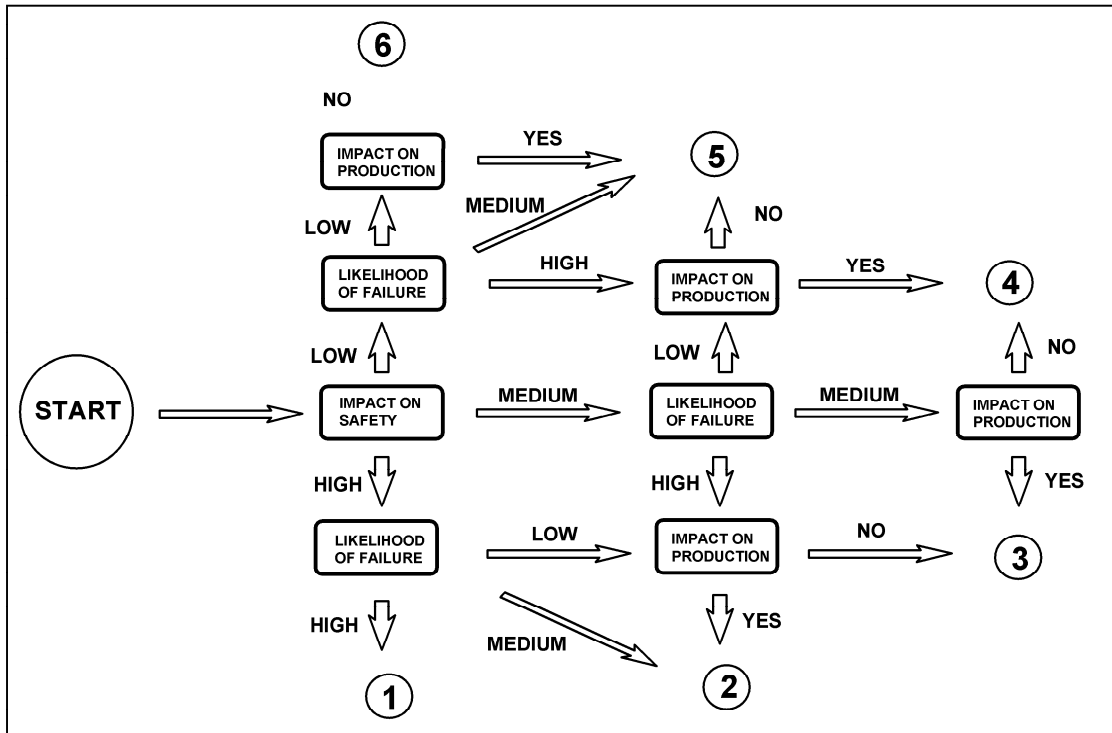 6
NO
YES
IMPACT ON
PRODUCTION
5
MEDIUM
LOW
NO
LIKELIHOOD
OF FAILURE
HIGH
IMPACT ON
PRODUCTION
YES
4
LOW
LOW
NO
START
IMPACT ON
SAFETY
MEDIUM
LIKELIHOOD
OF FAILURE
MEDIUM
IMPACT ON
PRODUCTION
HIGH
HIGH
YES
LIKELIHOOD
OF FAILURE
LOW
IMPACT ON
PRODUCTION
NO
3
HIGH
MEDIUM
YES
1
2